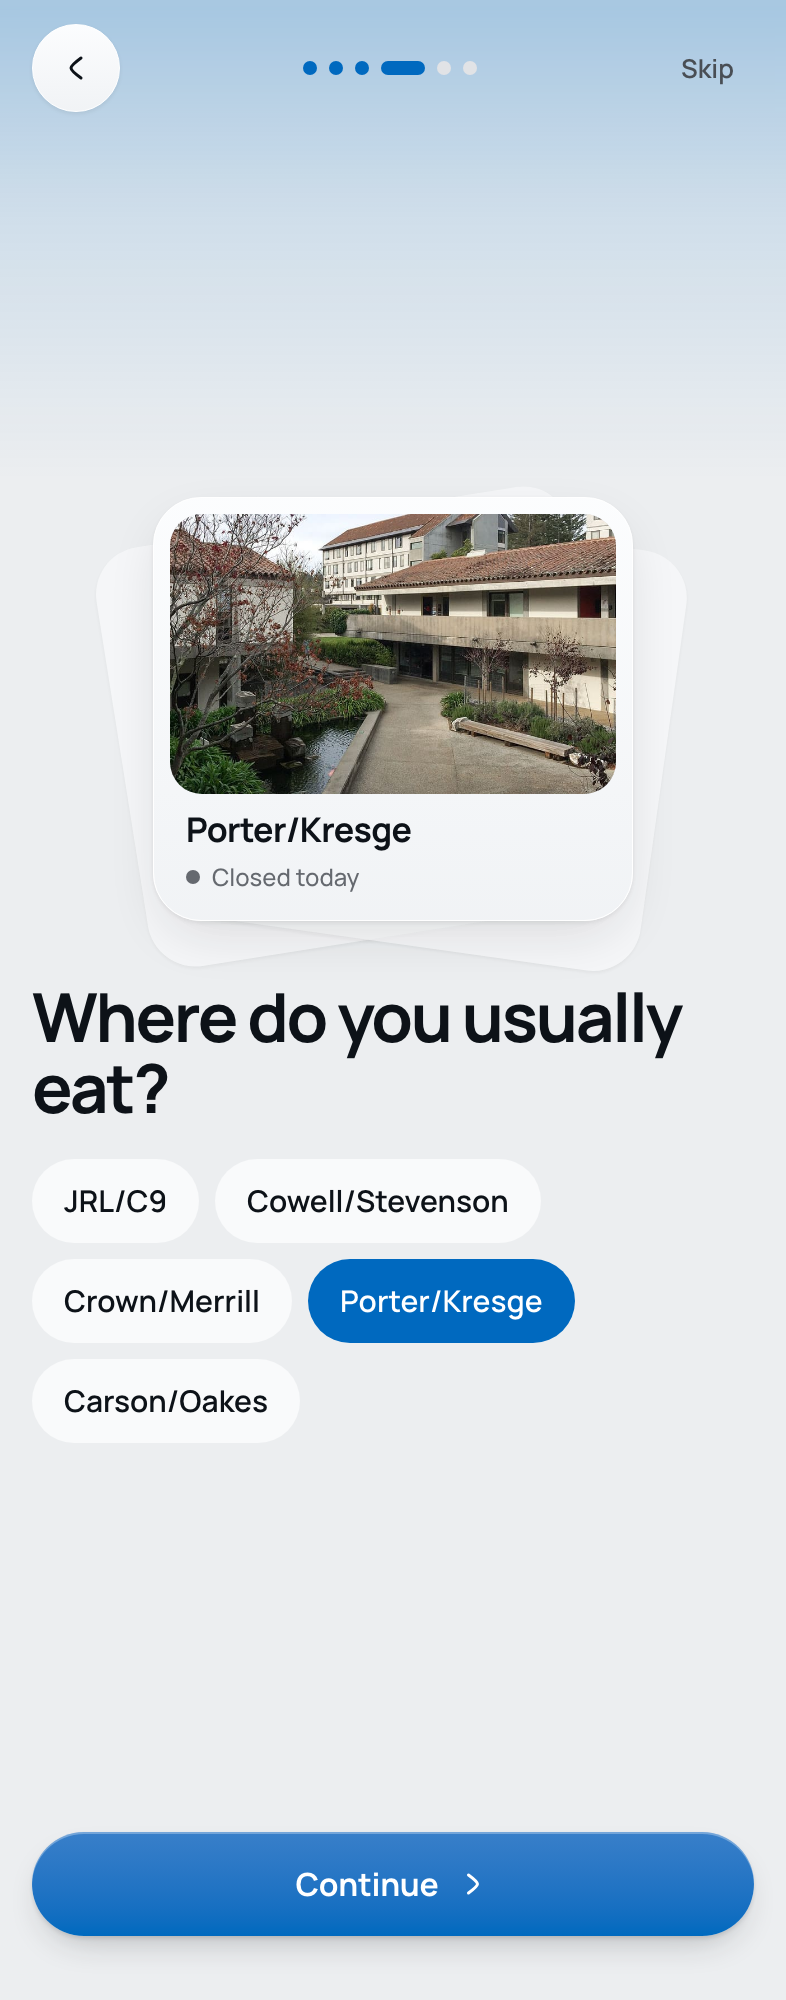 Skip
Porter/Kresge
Closed today
Where do you usually
eat?
JRL/C9
Cowell/Stevenson
Crown/Merrill
Porter/Kresge
Carson/Oakes
Continue